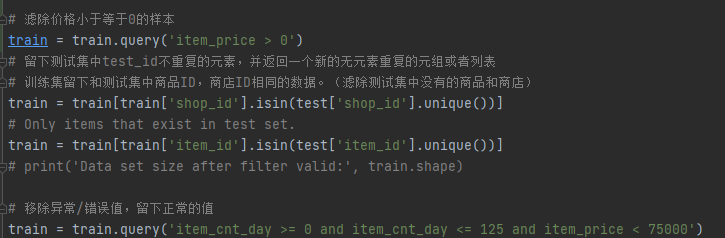 # 滤除价格小于等于0的样本
train = train.query('item_price > 0')
# 留下测试集中test_id不重复的元素，并返回一个新的无元素重复的元组或者列表
# 训练集留下和测试集中商品ID，商店ID相同的数据。（滤除测试集中没有的商品和商店）
train = train[train['shop_id'].isin(test['shop_id'].unique())]
# Only items that exist in test set.
train = train[train['item_id'].isin(test['item_id'].unique())]
# print('Data set size after filter valid:', train.shape)
# 移除异常/错误值，留下正常的值
train = train.query('item_cnt_day >= 0 and item_cnt_day <= 125 and item_price < 75000')